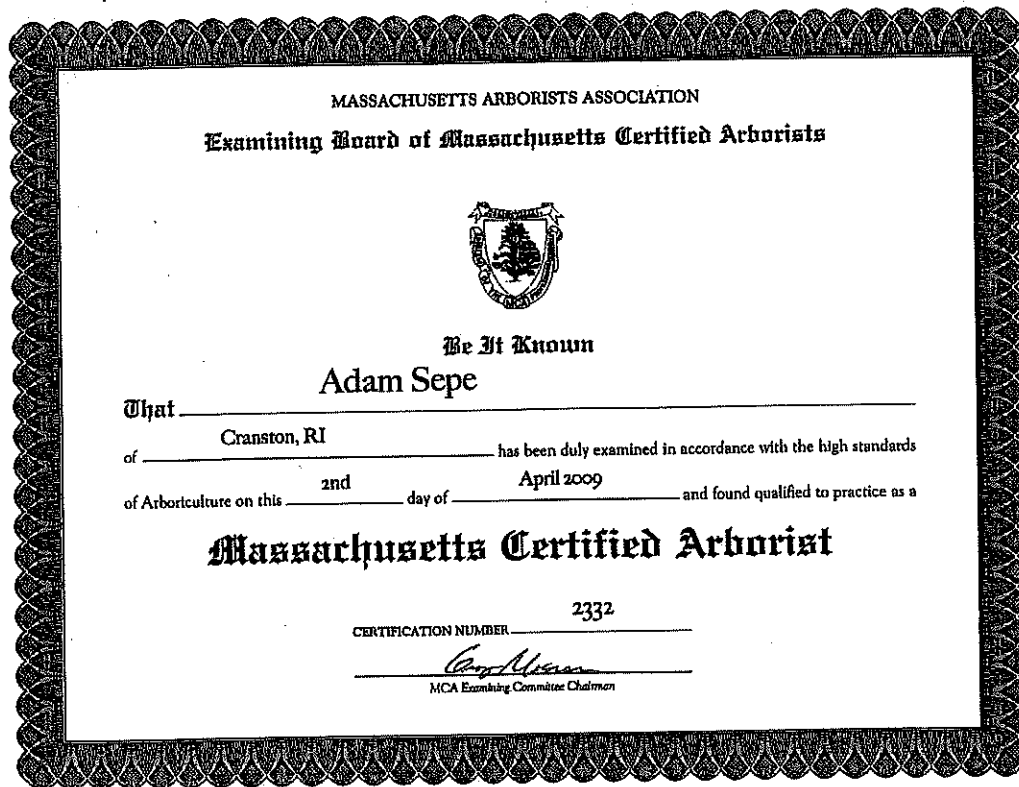 MASSACHUSETTS ARBORISTS ASSOCIATION
Examining Board of Massachusetts Certified Arborists
Be It Known
That Adam Sepe
of Cranston, RI has been duly examined in accordance with the high standards
of Arboriculture on this 2nd day of April 2009 and found qualified to practice as a
Massachusetts Certified Arborist
CERTIFICATION NUMBER 2332
MCA Examining Committee Chairman